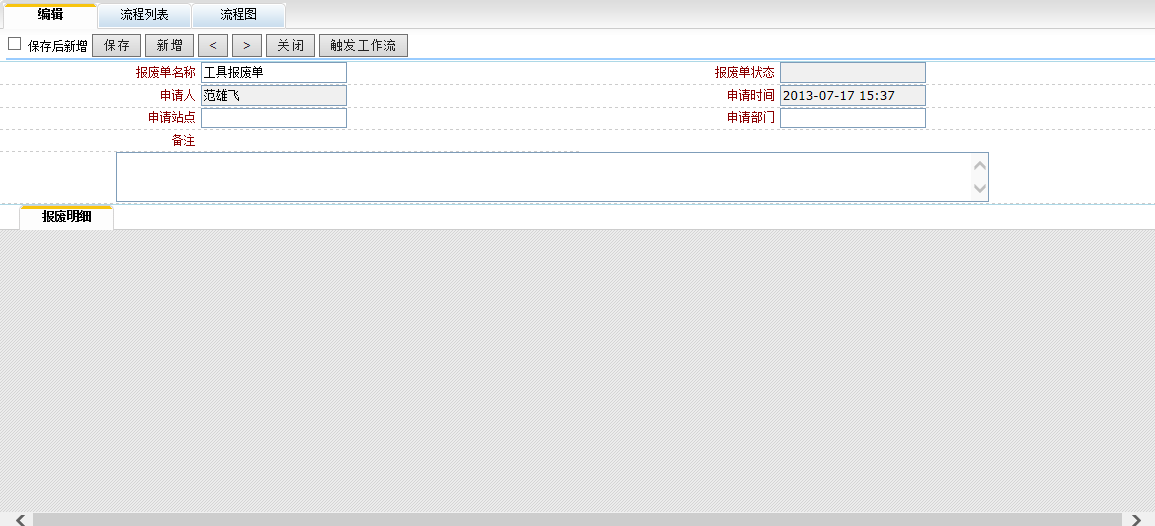 编辑 流程列表 流程图
保存后新增 保存 新增 < > 关闭 触发工作流
报废单名称 工具报废单 报废单状态
申请人 范雄飞 申请时间 2013-07-17 15:37
申请站点 申请部门
备注
报废明细